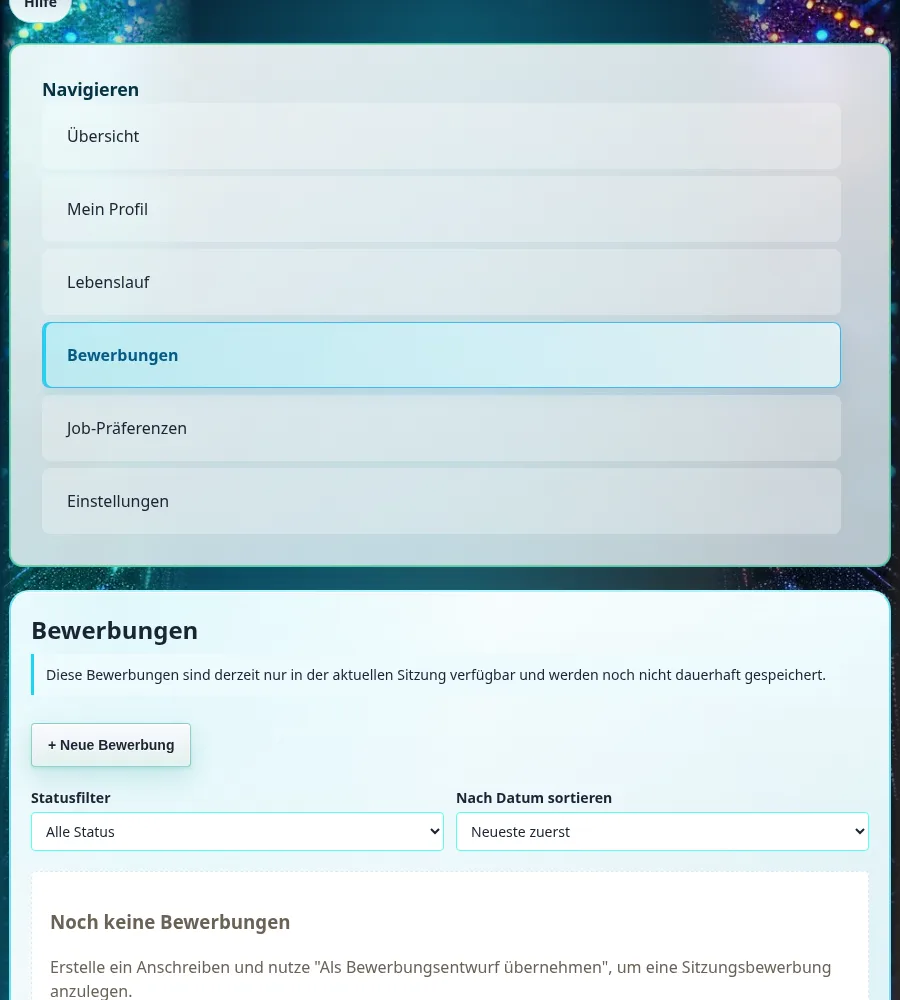 Hilfe
Navigieren
Übersicht
Mein Profil
Lebenslauf
Bewerbungen
Job-Präferenzen
Einstellungen
Bewerbungen
Diese Bewerbungen sind derzeit nur in der aktuellen Sitzung verfügbar und werden noch nicht dauerhaft gespeichert.
+ Neue Bewerbung
Statusfilter
Nach Datum sortieren
Alle Status
Neueste zuerst
Noch keine Bewerbungen
Erstelle ein Anschreiben und nutze "Als Bewerbungsentwurf übernehmen", um eine Sitzungsbewerbung
anzulegen.